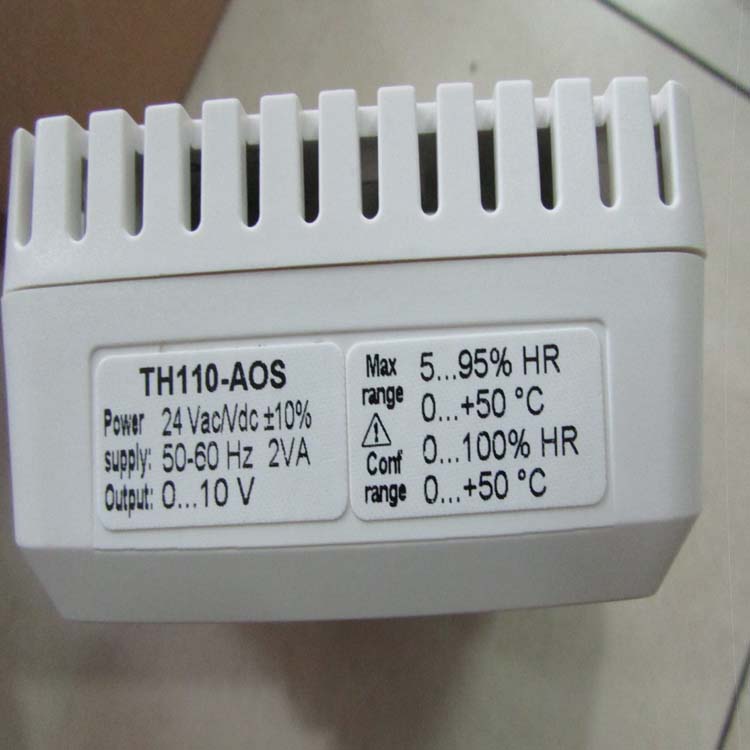 TH110-AOS
Power supply: 24 Vac/Vdc ±10%
50-60 Hz 2VA
Output: 0...10 V
Max range 5...95% HR
0...+50 °C
Conf range 0...100% HR
0...+50 °C